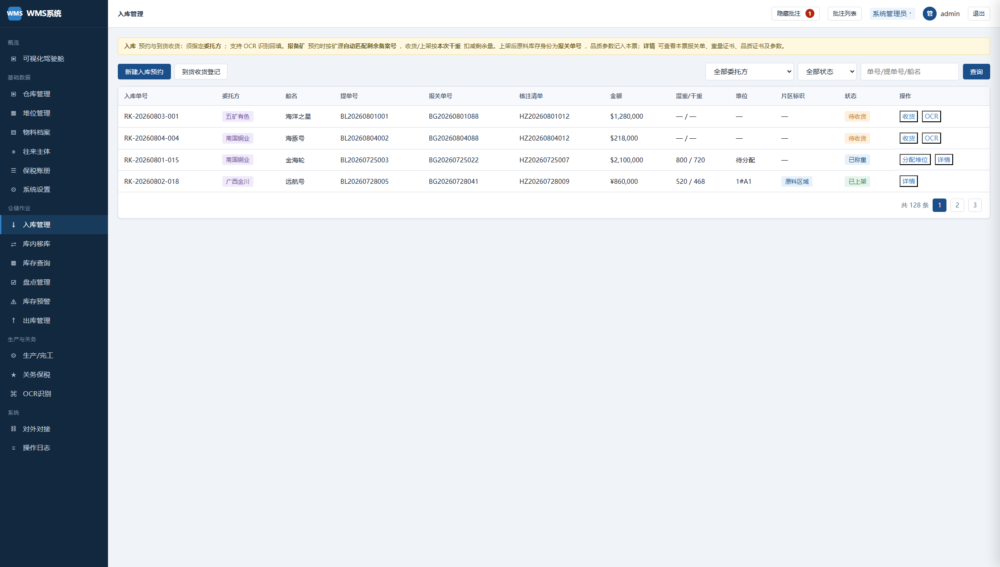 WMS WMS系统
概览
可视化驾驶舱
基础数据
仓库管理
堆位管理
物料档案
往来主体
保税账册
系统设置
仓储作业
入库管理
库内移库
库存查询
盘点管理
库存预警
出库管理
生产与关务
生产/完工
关务保税
OCR识别
系统
对外对接
操作日志
入库管理 隐藏批注 1 批注列表 系统管理员 管 admin 退出
入库 预约与到货收货：须指定委托方 ；支持 OCR 识别回填。报备矿 预约时按矿源自动匹配剩余备案号 ，收货/上架按本次干重 扣减剩余量。上架后原料库存身份为报关单号 ，品质参数记入本票；详情 可查看本票报关单、重量证书、品质证书及参数。
新建入库预约 到货收货登记 全部委托方 全部状态 单号/提单号/船名 查询
入库单号 委托方 船名 提单号 报关单号 核注清单 金额 湿重/干重 堆位 片区标识 状态 操作
RK-20260803-001 五矿有色 海洋之星 BL20260801001 BG20260801088 HZ20260801012 $1,280,000 — / — — — 待收货 收货 OCR
RK-20260804-004 南国铜业 海豚号 BL20260804002 BG20260804088 HZ20260804012 $218,000 — / — — — 待收货 收货 OCR
RK-20260801-015 南国铜业 金海轮 BL20260725003 BG20260725022 HZ20260725007 $2,100,000 800 / 720 待分配 — 已称重 分配堆位 详情
RK-20260802-018 广西金川 远航号 BL20260728005 BG20260728041 HZ20260728009 ¥860,000 520 / 468 1#A1 原料区域 已上架 详情
共 128 条 1 2 3